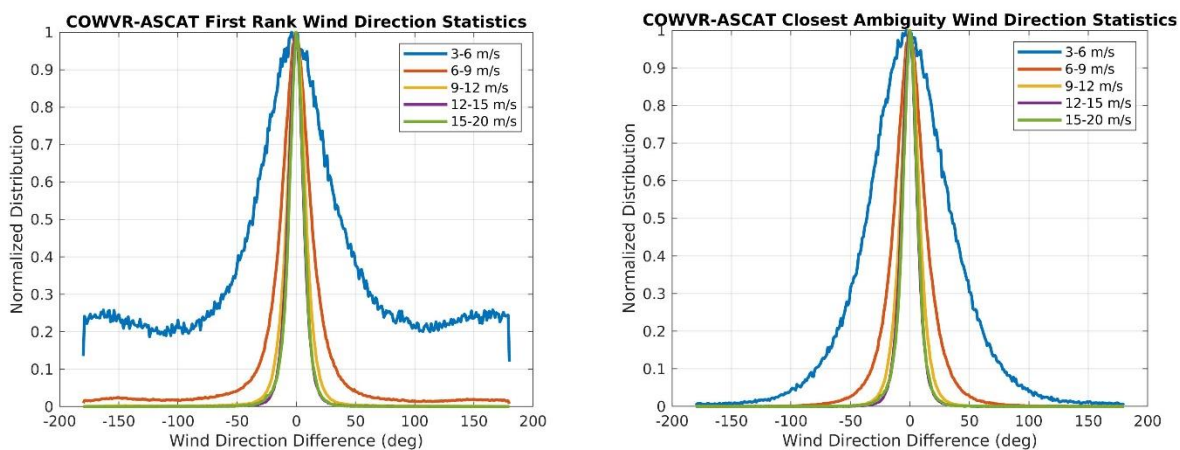 COWVR-ASCAT First Rank Wind Direction Statistics
1
0.9
0.8
0.7
0.6
0.5
0.4
0.3
0.2
0.1
0
Normalized Distribution
3-6 m/s
6-9 m/s
9-12 m/s
12-15 m/s
15-20 m/s
-200 -150 -100 -50 0 50 100 150 200
Wind Direction Difference (deg)
COWVR-ASCAT Closest Ambiguity Wind Direction Statistics
1
0.9
0.8
0.7
0.6
0.5
0.4
0.3
0.2
0.1
0
Normalized Distribution
3-6 m/s
6-9 m/s
9-12 m/s
12-15 m/s
15-20 m/s
-200 -150 -100 -50 0 50 100 150 200
Wind Direction Difference (deg)